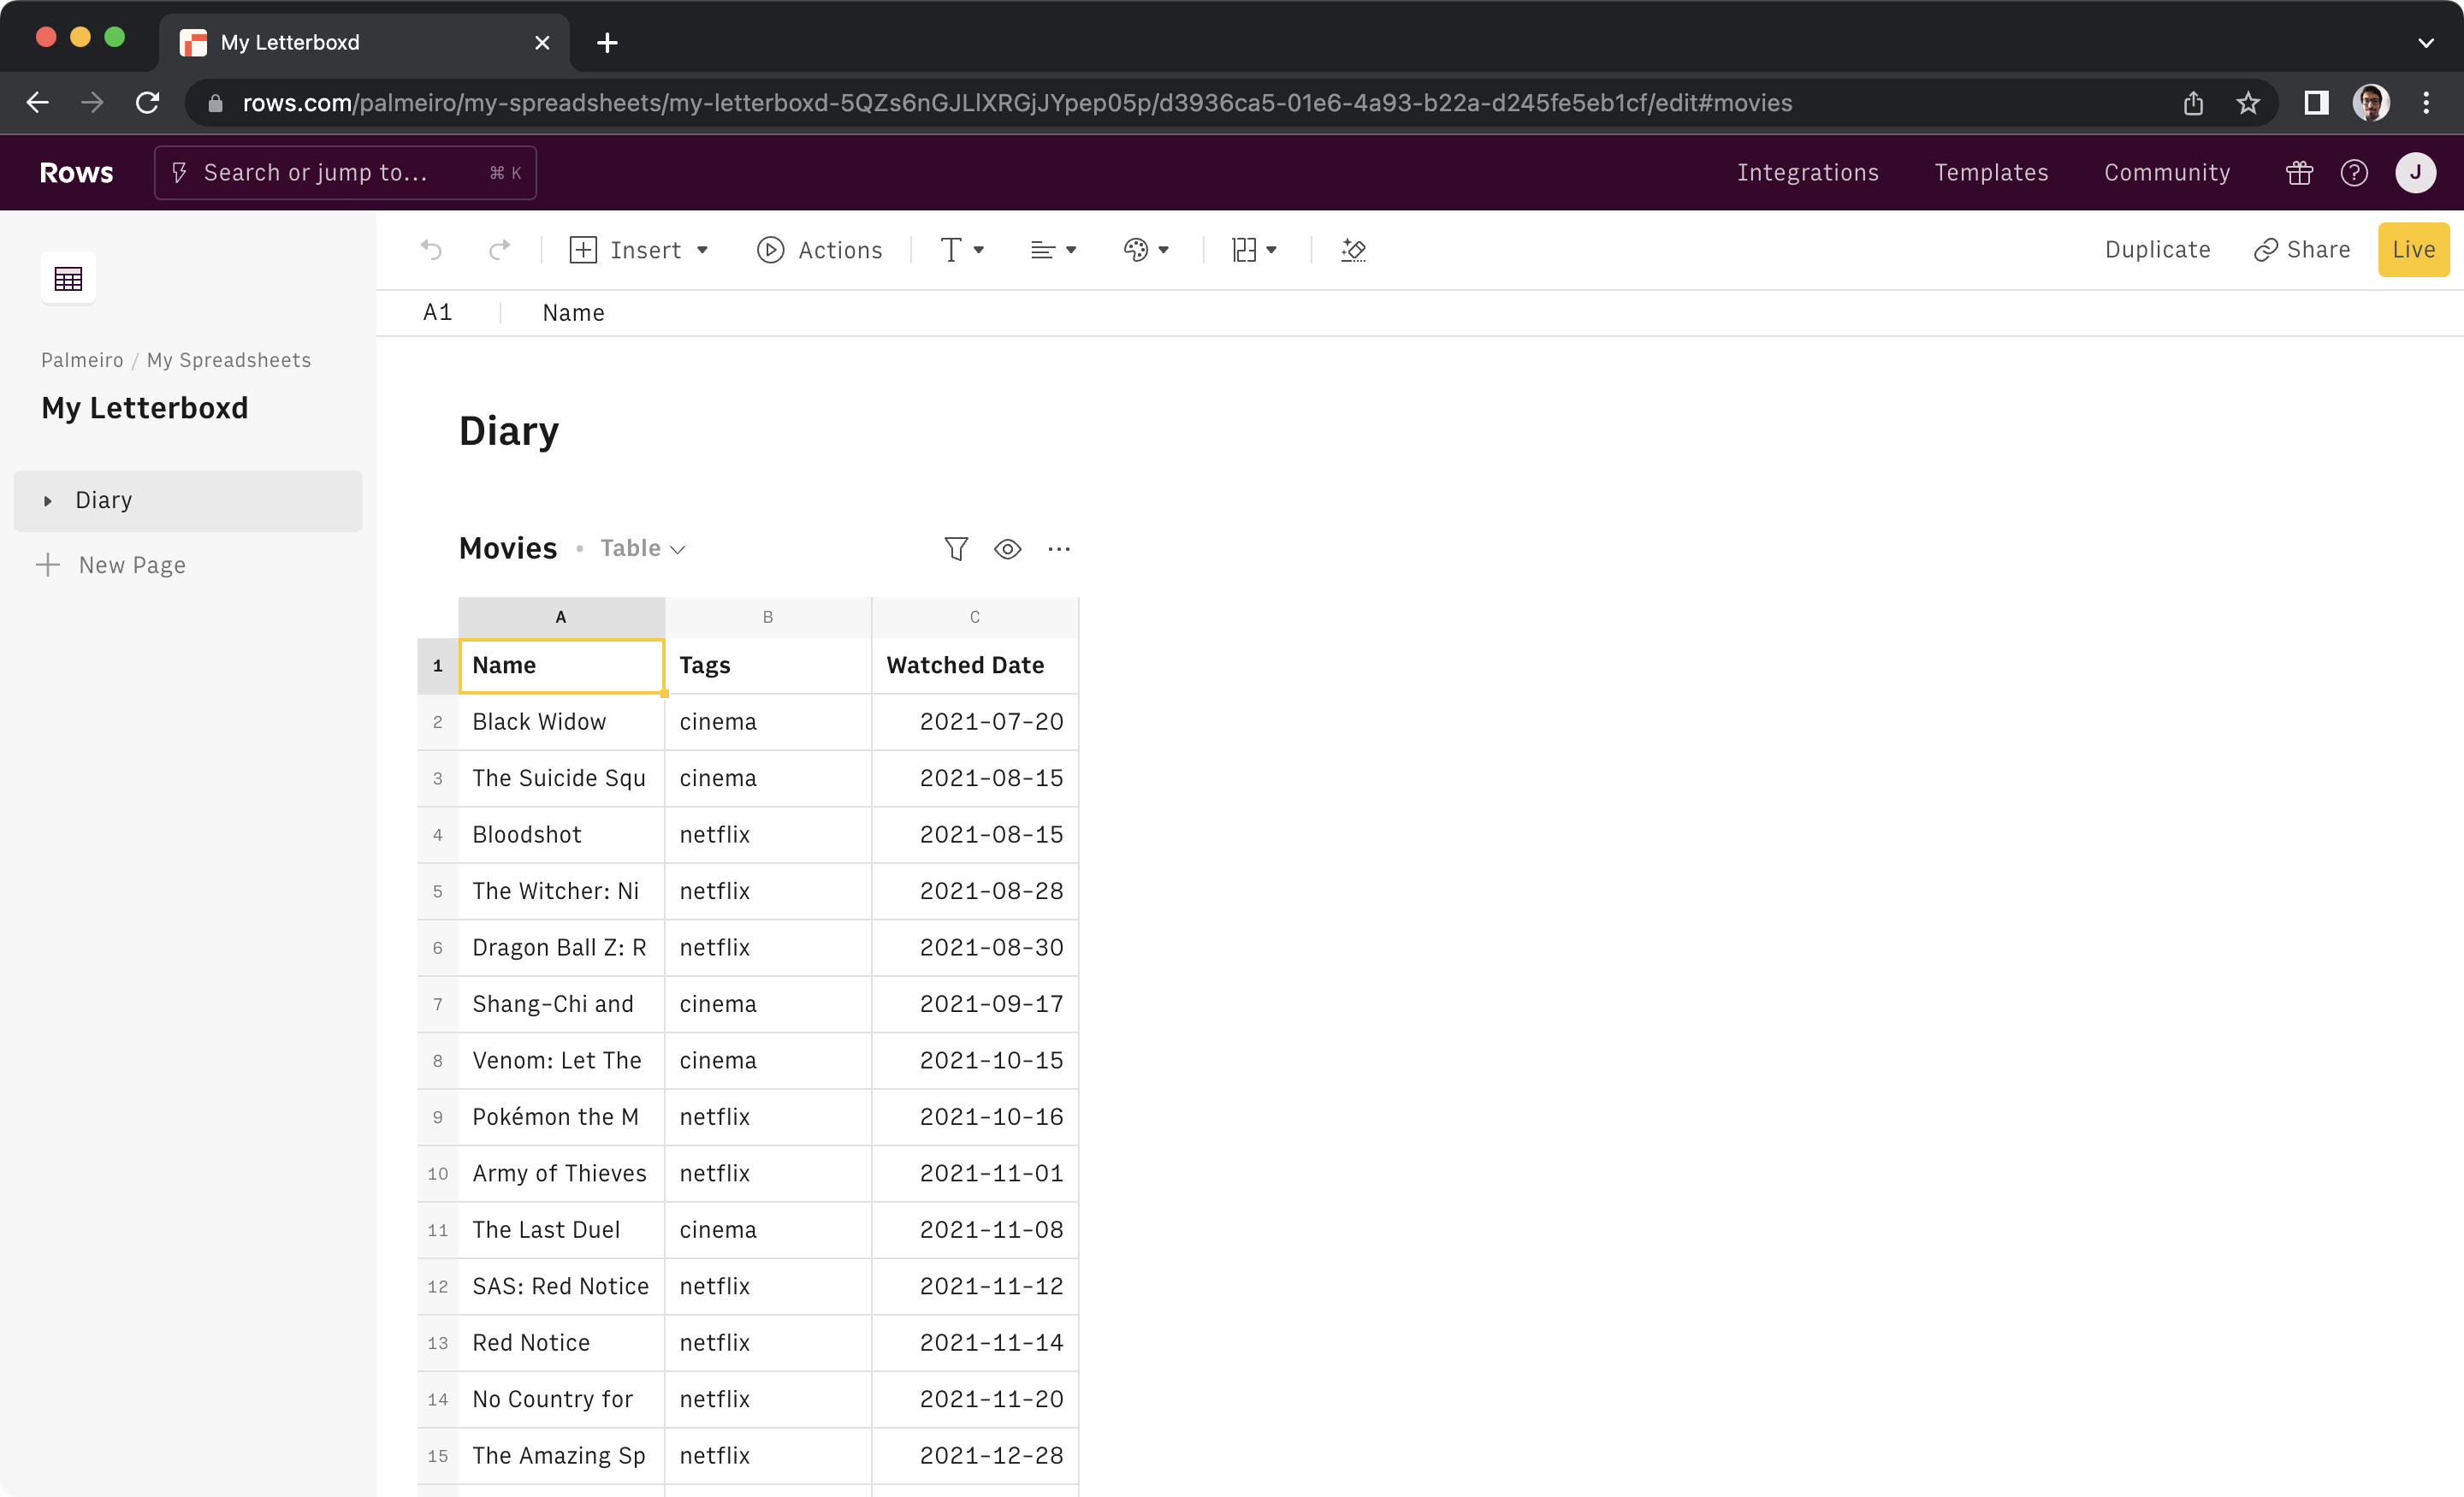 My Letterboxd
rows.com/palmeiro/my-spreadsheets/my-letterboxd-5QZs6nGJLlXRGjJYpep05p/d3936ca5-01e6-4a93-b22a-d245fe5eb1cf/edit#movies
Rows Search or jump to... ⌘ K Integrations Templates Community ? J
Insert Actions T Duplicate Share Live
A1 Name
Palmeiro / My Spreadsheets
My Letterboxd
Diary
New Page
Diary
Movies • Table
A B C
1 Name Tags Watched Date
2 Black Widow cinema 2021-07-20
3 The Suicide Squ cinema 2021-08-15
4 Bloodshot netflix 2021-08-15
5 The Witcher: Ni netflix 2021-08-28
6 Dragon Ball Z: R netflix 2021-08-30
7 Shang-Chi and cinema 2021-09-17
8 Venom: Let The cinema 2021-10-15
9 Pokémon the M netflix 2021-10-16
10 Army of Thieves netflix 2021-11-01
11 The Last Duel cinema 2021-11-08
12 SAS: Red Notice netflix 2021-11-12
13 Red Notice netflix 2021-11-14
14 No Country for netflix 2021-11-20
15 The Amazing Sp netflix 2021-12-28